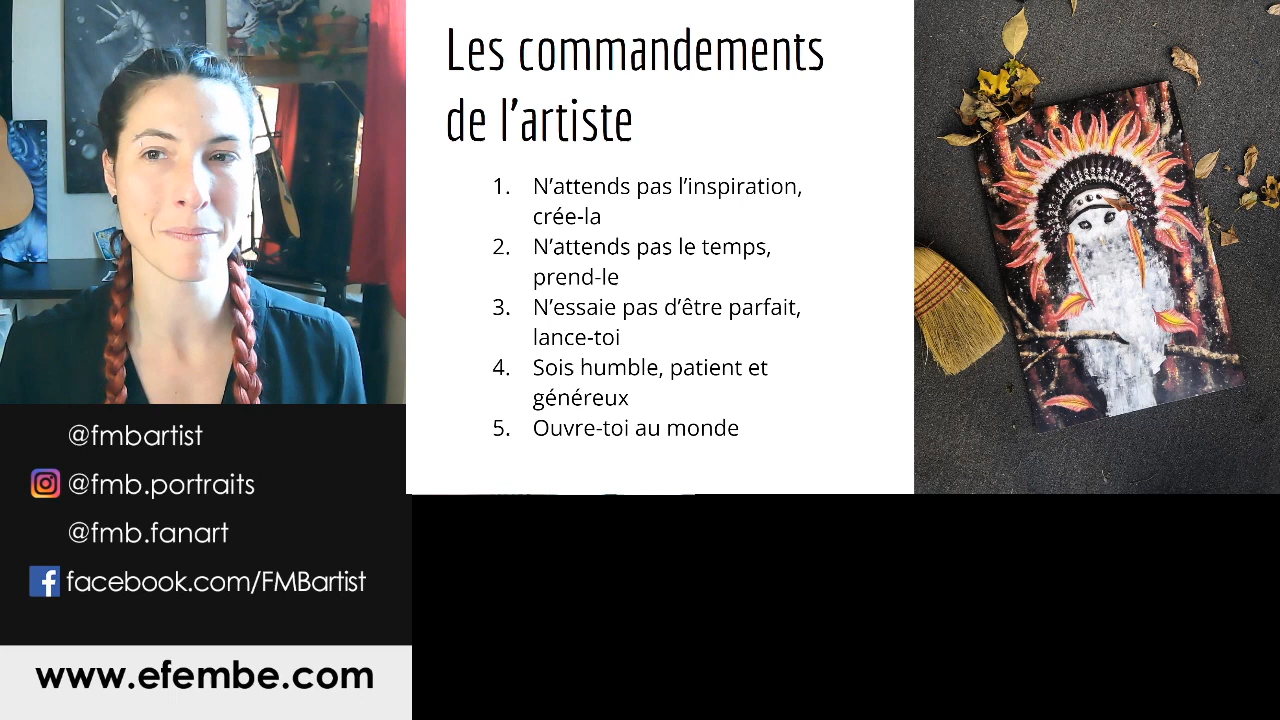 Les commandements
de l'artiste
1. N'attends pas l'inspiration,
crée-la
2. N'attends pas le temps,
prend-le
3. N'essaie pas d'être parfait,
lance-toi
4. Sois humble, patient et
généreux
5. Ouvre-toi au monde
@fmbartist
@fmb.portraits
@fmb.fanart
facebook.com/FMBartist
www.efembe.com